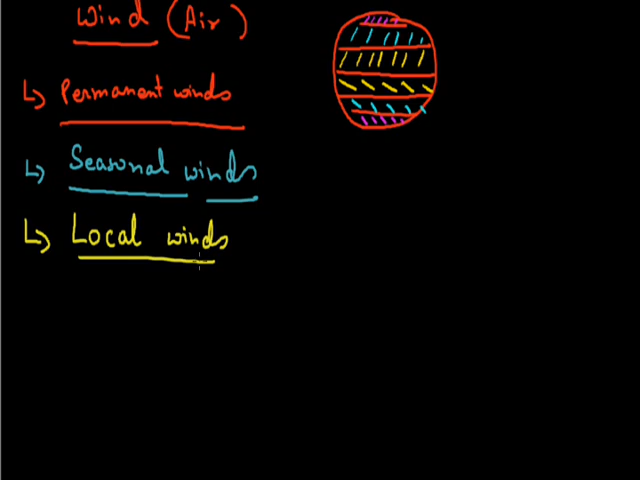 Wind (Air)
↳ Permanent winds
↳ Seasonal winds
↳ Local winds